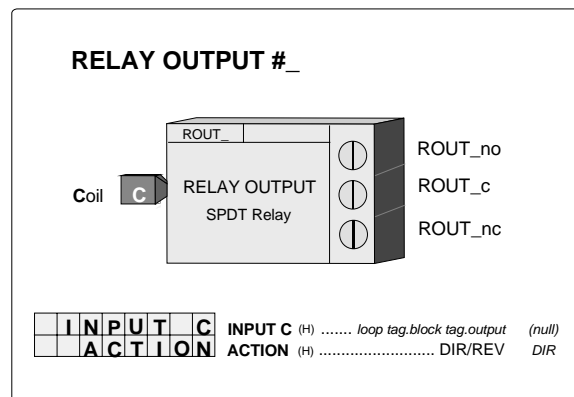 RELAY OUTPUT #_
ROUT_
ROUT_no
Coil C RELAY OUTPUT ROUT_c
SPDT Relay
ROUT_nc
INPUT C INPUT C (H) ....... loop tag.block tag.output (null)
ACTION ACTION (H) .......................... DIR/REV DIR